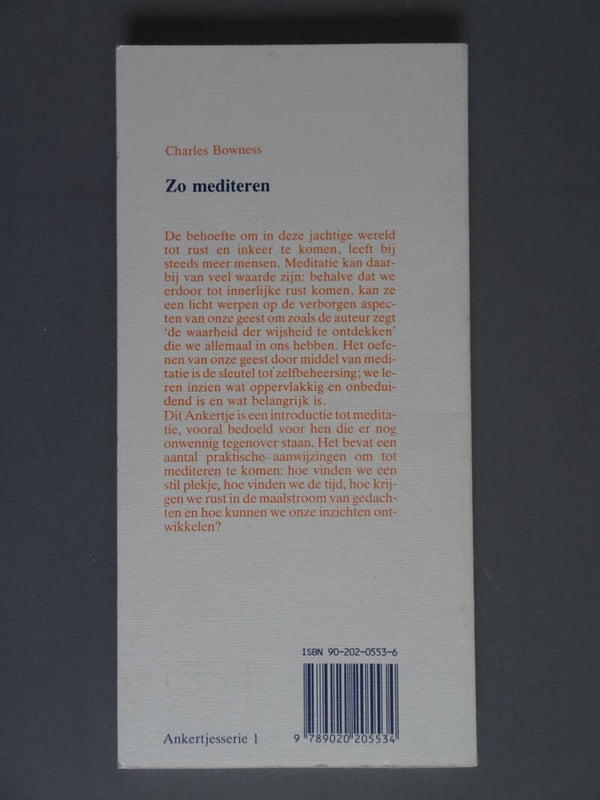 Charles Bowness
Zo mediteren
De behoefte om in deze jachtige wereld
tot rust en inkeer te komen, leeft bij
steeds meer mensen. Meditatie kan daar-
bij van veel waarde zijn: behalve dat we
erdoor tot innerlijke rust komen, kan ze
een licht werpen op de verborgen aspec-
ten van onze geest om zoals de auteur zegt
'de waarheid der wijsheid te ontdekken'
die we allemaal in ons hebben. Het oefe-
nen van onze geest door middel van medi-
tatie is de sleutel tot zelfbeheersing; we le-
ren inzien wat oppervlakkig en onbedui-
dend is en wat belangrijk is.
Dit Ankertje is een introductie tot medita-
tie, vooral bedoeld voor hen die er nog
onwennig tegenover staan. Het bevat een
aantal praktische aanwijzingen om tot
mediteren te komen: hoe vinden we een
stil plekje, hoe vinden we de tijd, hoe krij-
gen we rust in de maalstroom van gedach-
ten en hoe kunnen we onze inzichten ont-
wikkelen?
ISBN 90-202-0553-6
9 789020 205534
Ankertjesserie 1